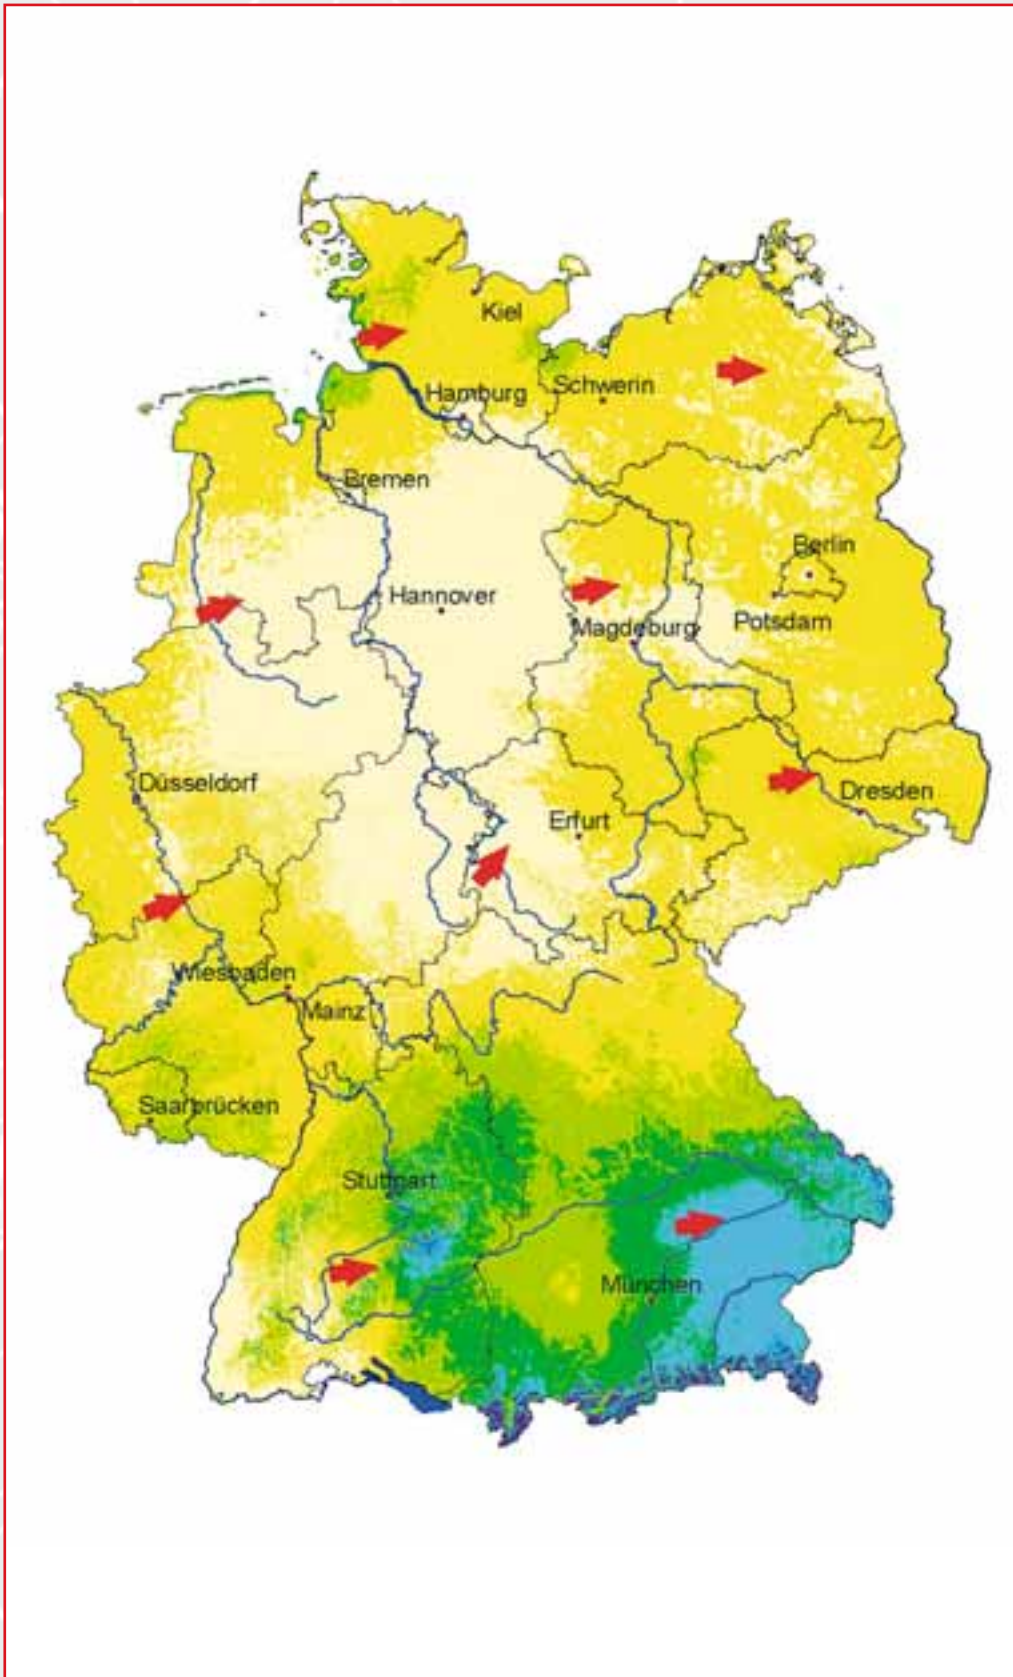 Kiel
Hamburg
Schwerin
Bremen
Berlin
Hannover
Potsdam
Magdeburg
Düsseldorf
Dresden
Erfurt
Wiesbaden
Mainz
Saarbrücken
Stuttgart
München